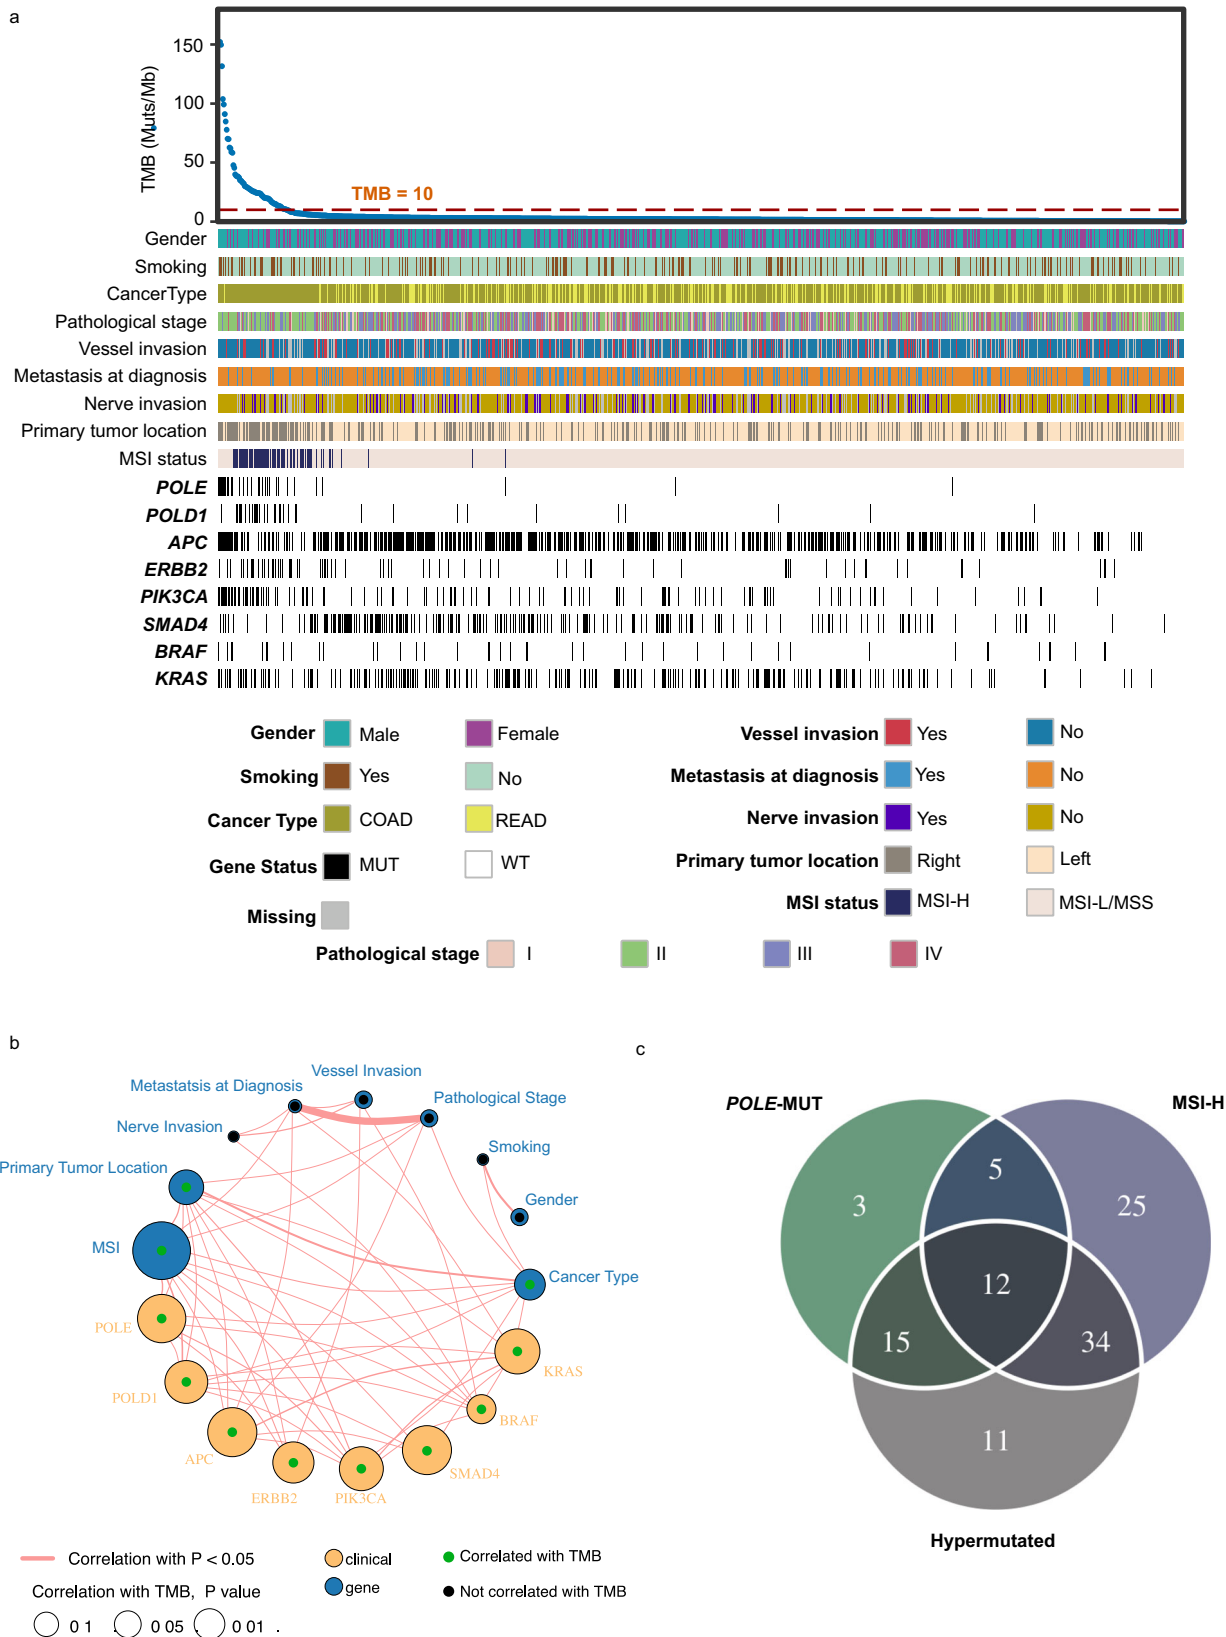 a
150
100
50
0
TMB (Muts/Mb)
TMB = 10
Gender
Smoking
CancerType
Pathological stage
Vessel invasion
Metastasis at diagnosis
Nerve invasion
Primary tumor location
MSI status
POLE
POLD1
APC
ERBB2
PIK3CA
SMAD4
BRAF
KRAS
Gender Male Female Vessel invasion Yes No
Smoking Yes No Metastasis at diagnosis Yes No
Cancer Type COAD READ Nerve invasion Yes No
Gene Status MUT WT Primary tumor location Right Left
Missing MSI status MSI-H MSI-L/MSS
Pathological stage I II III IV
b
Vessel Invasion
Metastatsis at Diagnosis
Pathological Stage
Nerve Invasion
Smoking
Primary Tumor Location
Gender
MSI
Cancer Type
POLE
KRAS
POLD1
BRAF
APC
SMAD4
ERBB2
PIK3CA
Correlation with P < 0.05
clinical
Correlated with TMB
Correlation with TMB, P value
gene
Not correlated with TMB
0 1 . 0 05 . 0 01 .
c
POLE-MUT
MSI-H
3
5
25
12
15
34
11
Hypermutated